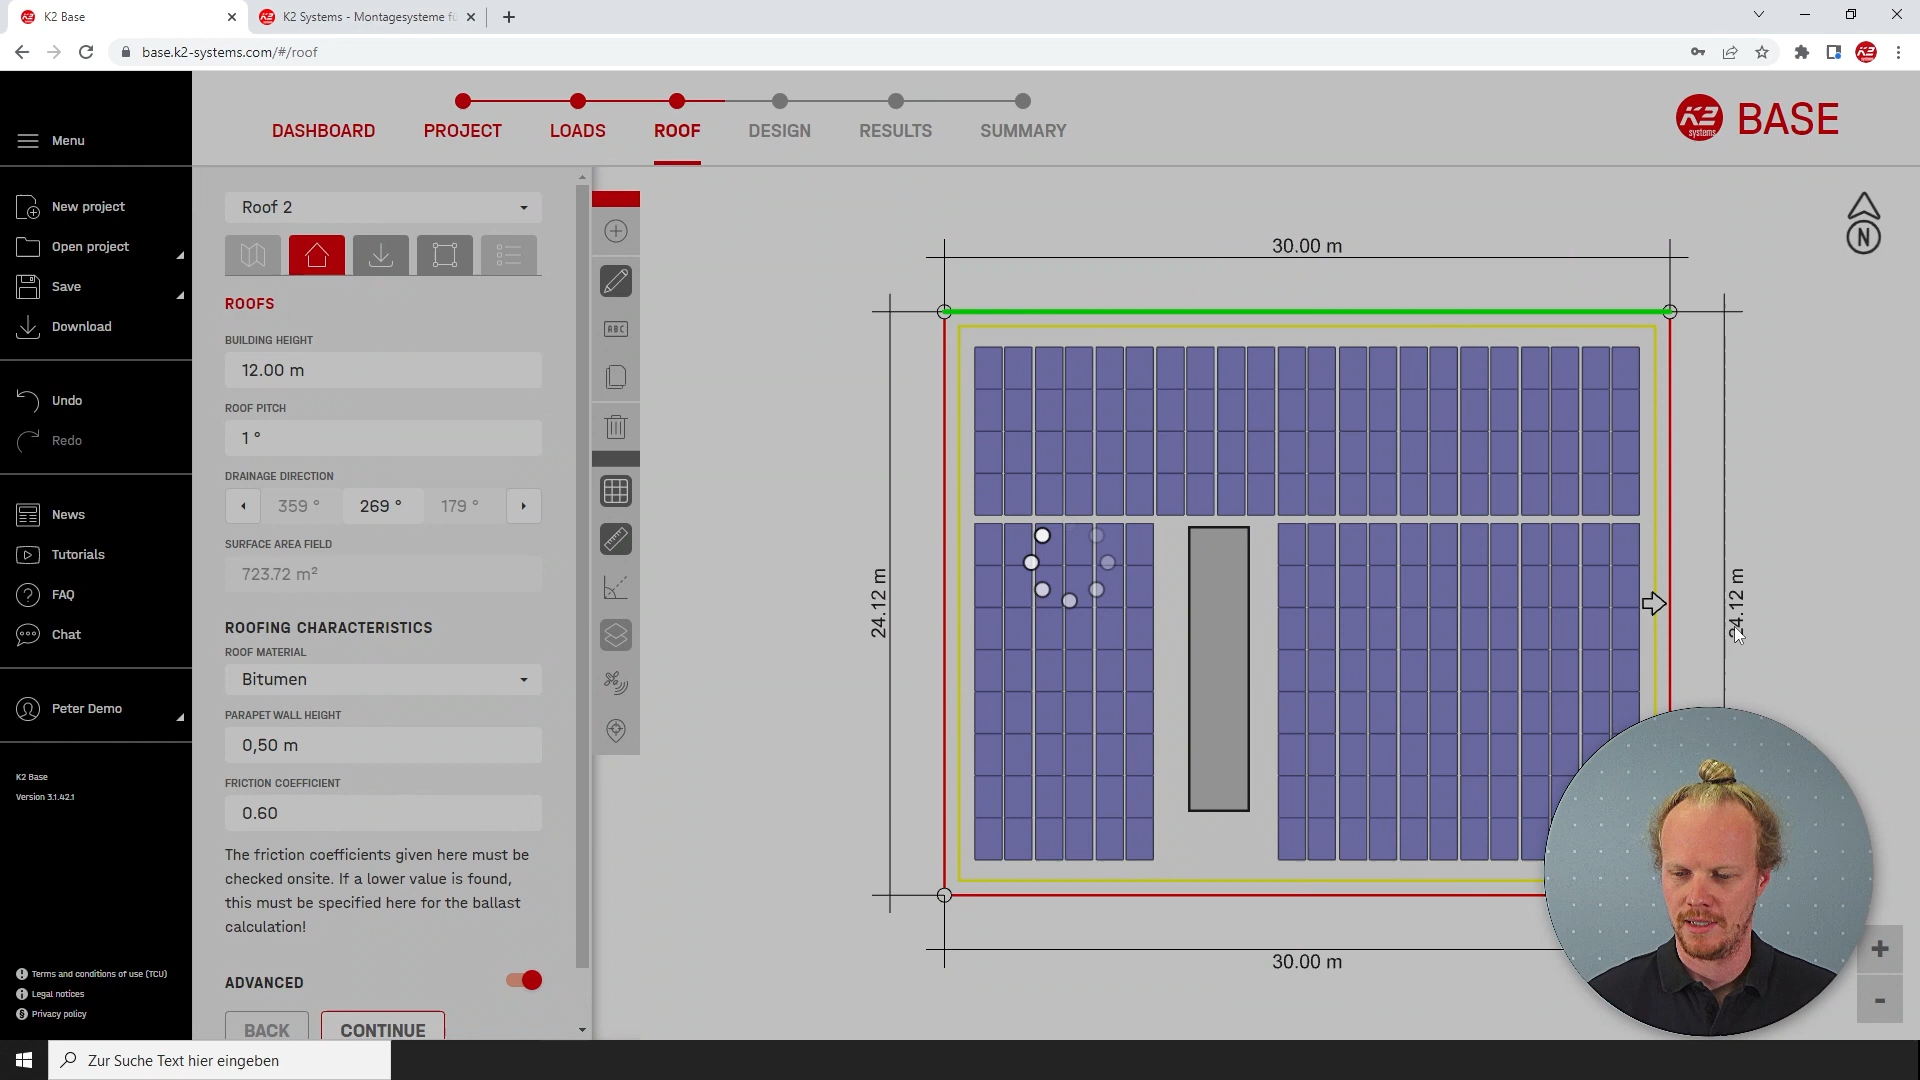 K2 Base
K2 Systems - Montagesysteme fü
base.k2-systems.com/#/roof
Menu
DASHBOARD
PROJECT
LOADS
ROOF
DESIGN
RESULTS
SUMMARY
K2 systems BASE
New project
Open project
Save
Download
Undo
Redo
News
Tutorials
FAQ
Chat
Peter Demo
K2 Base
Version 3.1.42.1
Terms and conditions of use (TCU)
Legal notices
Privacy policy
Roof 2
ROOFS
BUILDING HEIGHT
12.00 m
ROOF PITCH
1 °
DRAINAGE DIRECTION
359 ° 269 ° 179 °
SURFACE AREA FIELD
723.72 m²
ROOFING CHARACTERISTICS
ROOF MATERIAL
Bitumen
PARAPET WALL HEIGHT
0,50 m
FRICTION COEFFICIENT
0.60
The friction coefficients given here must be
checked onsite. If a lower value is found,
this must be specified here for the ballast
calculation!
ADVANCED
BACK CONTINUE
ABC
30.00 m
24.12 m
24.12 m
30.00 m
N
+
-
Zur Suche Text hier eingeben